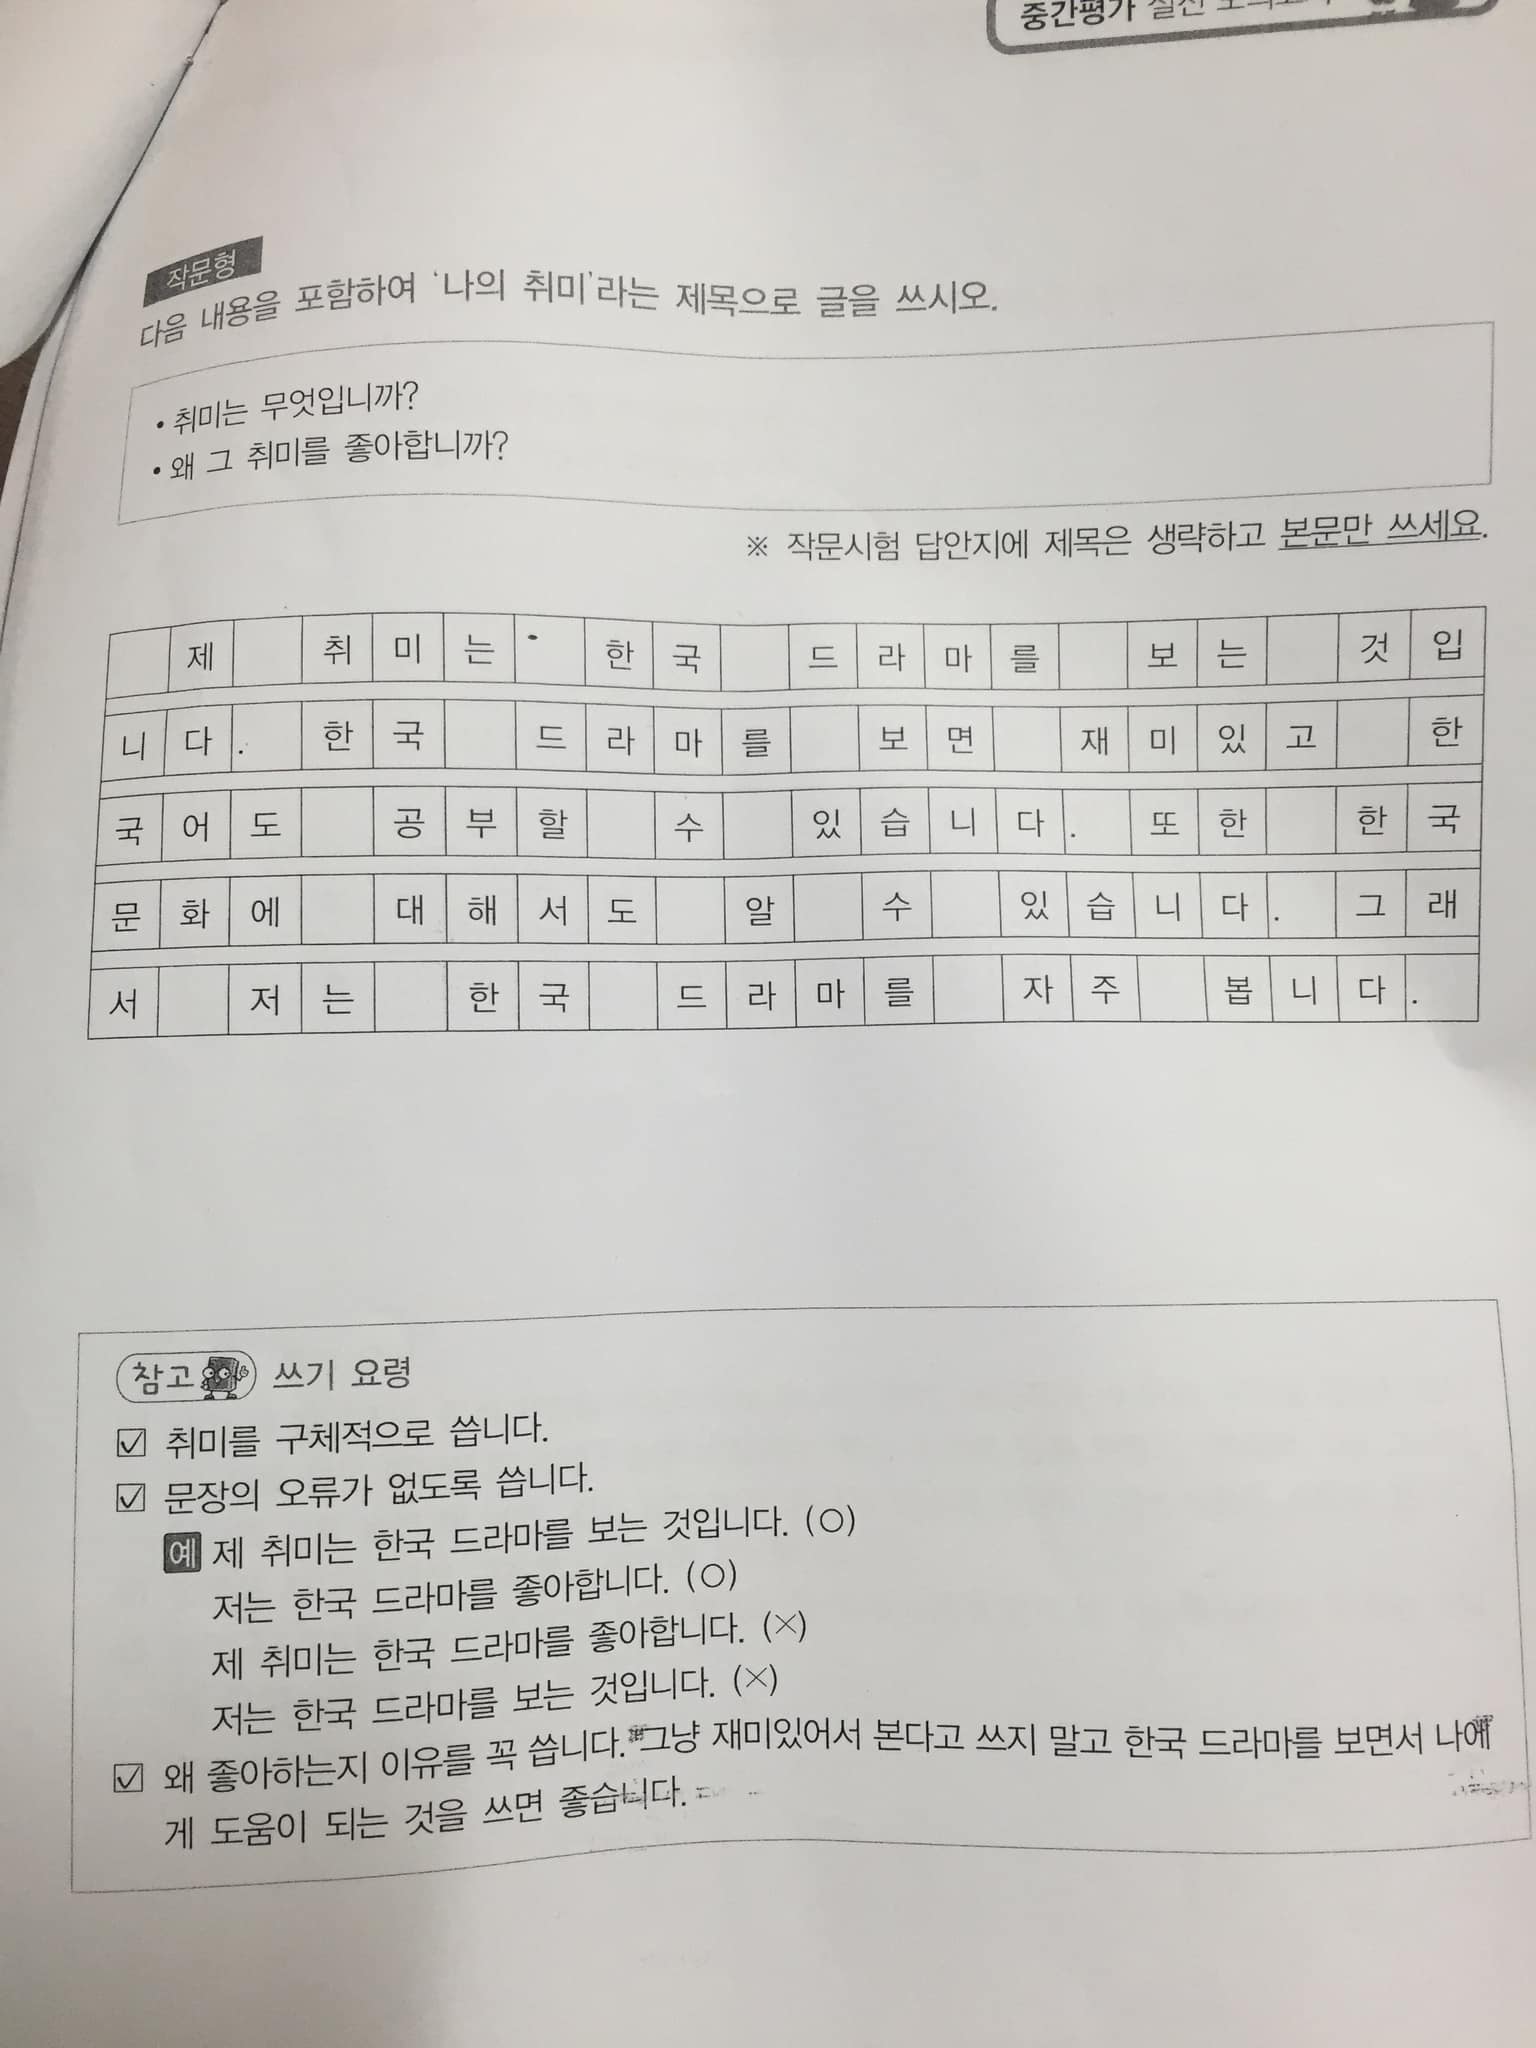 중간평가
작문형
다음 내용을 포함하여 '나의 취미'라는 제목으로 글을 쓰시오.
• 취미는 무엇입니까?
• 왜 그 취미를 좋아합니까?
※ 작문시험 답안지에 제목은 생략하고 본문만 쓰세요.
제 취미는 한국 드라마를 보는 것입
니다. 한국 드라마를 보면 재미있고 한
국어도 공부할 수 있습니다. 또한 한국
문화에 대해서도 알 수 있습니다. 그래
서 저는 한국 드라마를 자주 봅니다.
참고 쓰기 요령
☑ 취미를 구체적으로 씁니다.
☑ 문장의 오류가 없도록 씁니다.
예 제 취미는 한국 드라마를 보는 것입니다. (○)
저는 한국 드라마를 좋아합니다. (○)
제 취미는 한국 드라마를 좋아합니다. (×)
저는 한국 드라마를 보는 것입니다. (×)
☑ 왜 좋아하는지 이유를 꼭 씁니다. 그냥 재미있어서 본다고 쓰지 말고 한국 드라마를 보면서 나에
게 도움이 되는 것을 쓰면 좋습니다.